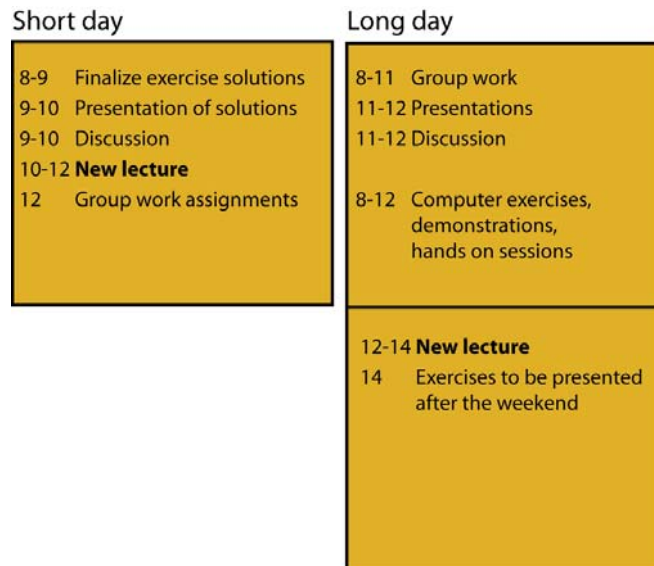 Short day
8-9 Finalize exercise solutions
9-10 Presentation of solutions
9-10 Discussion
10-12 New lecture
12 Group work assignments
Long day
8-11 Group work
11-12 Presentations
11-12 Discussion
8-12 Computer exercises,
demonstrations,
hands on sessions
12-14 New lecture
14 Exercises to be presented
after the weekend